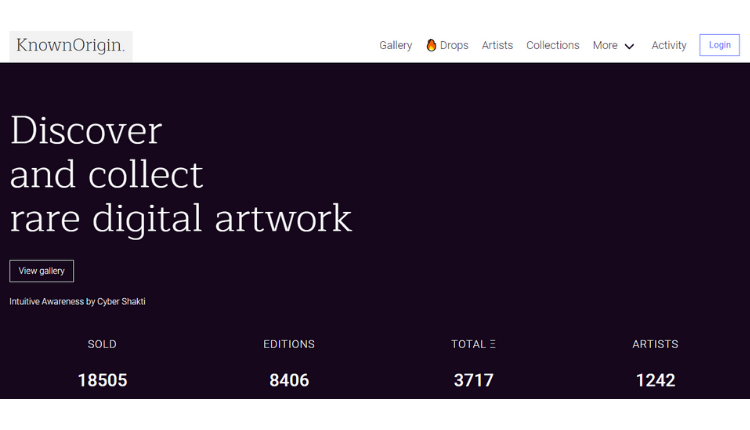 KnownOrigin.
Gallery 🔥 Drops Artists Collections More Activity Login
Discover
and collect
rare digital artwork
View gallery
Intuitive Awareness by Cyber Shakti
SOLD EDITIONS TOTAL Ξ ARTISTS
18505 8406 3717 1242